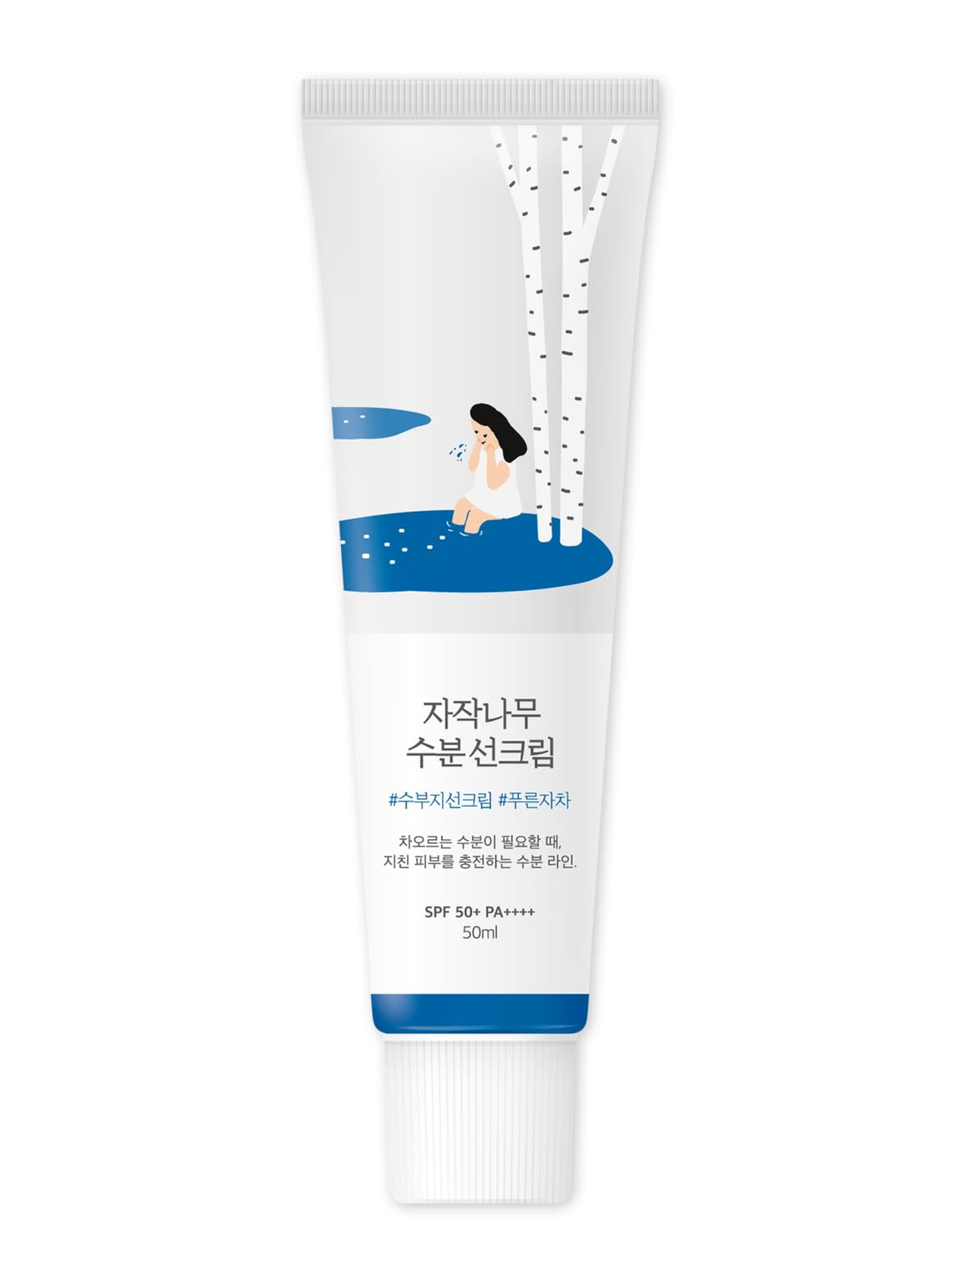 자작나무
수분 선크림
#수부지선크림 #푸른자차
차오르는 수분이 필요할 때,
지친 피부를 충전하는 수분 라인.
SPF 50+ PA++++
50ml